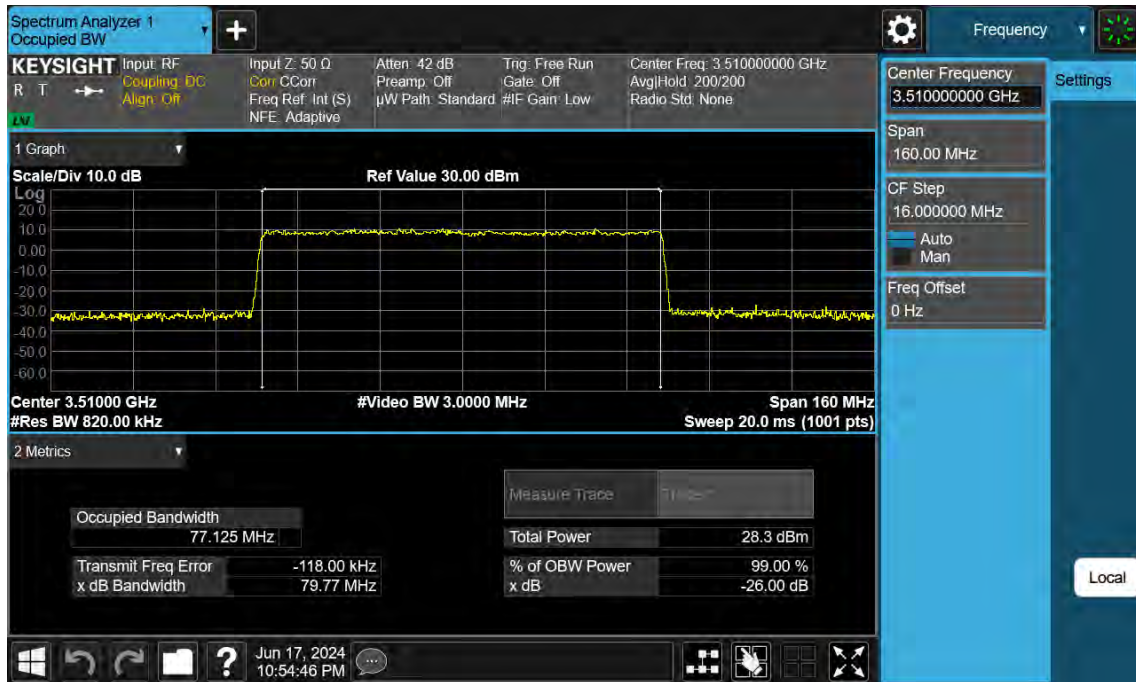 Spectrum Analyzer 1
Occupied BW
Frequency
KEYSIGHT
R T
LXI
Input: RF
Coupling: DC
Align: Off
Input Z: 50 Ω
Corr CCorr
Freq Ref: Int (S)
NFE: Adaptive
Atten: 42 dB
Preamp: Off
µW Path: Standard
Trig: Free Run
Gate: Off
#IF Gain: Low
Center Freq: 3.510000000 GHz
Avg|Hold: 200/200
Radio Std: None
Center Frequency
3.510000000 GHz
Settings
Span
160.00 MHz
CF Step
16.000000 MHz
Auto
Man
Freq Offset
0 Hz
Local
1 Graph
Scale/Div 10.0 dB
Ref Value 30.00 dBm
Log
20.0
10.0
0.00
-10.0
-20.0
-30.0
-40.0
-50.0
-60.0
Center 3.51000 GHz
#Video BW 3.0000 MHz
Span 160 MHz
#Res BW 820.00 kHz
Sweep 20.0 ms (1001 pts)
2 Metrics
Measure Trace
Occupied Bandwidth
77.125 MHz
Total Power 28.3 dBm
Transmit Freq Error -118.00 kHz
% of OBW Power 99.00 %
x dB Bandwidth 79.77 MHz
x dB -26.00 dB
?
Jun 17, 2024
10:54:46 PM